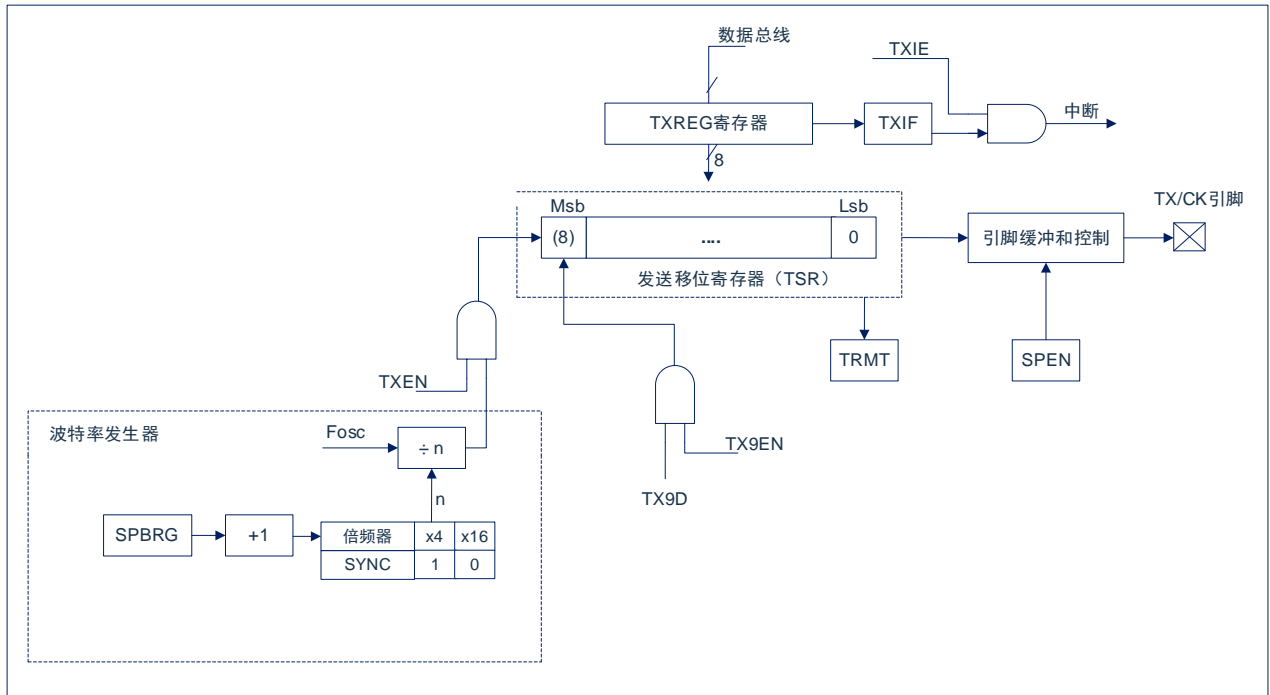 数据总线
TXIE
TXREG寄存器
TXIF
中断
8
Msb
Lsb
TX/CK引脚
(8)
....
0
引脚缓冲和控制
发送移位寄存器（TSR）
TRMT
SPEN
TXEN
波特率发生器
Fosc
÷ n
TX9EN
n
TX9D
SPBRG
+1
倍频器
x4
x16
SYNC
1
0